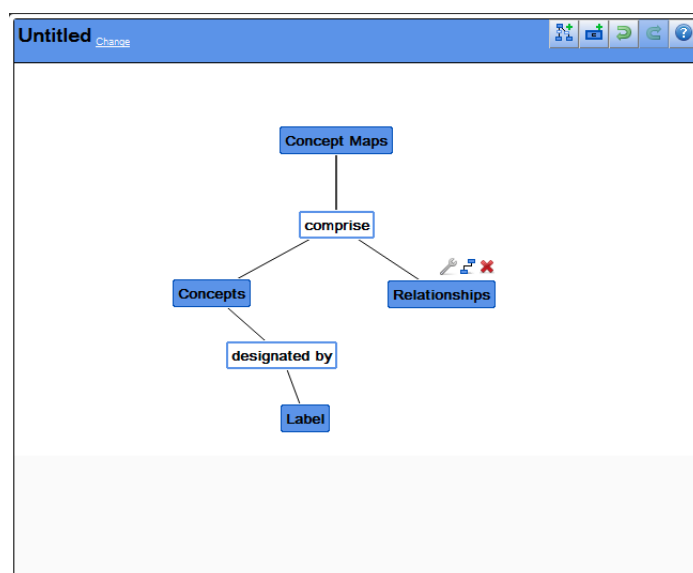 Untitled Change
Concept Maps
comprise
Concepts
Relationships
designated by
Label